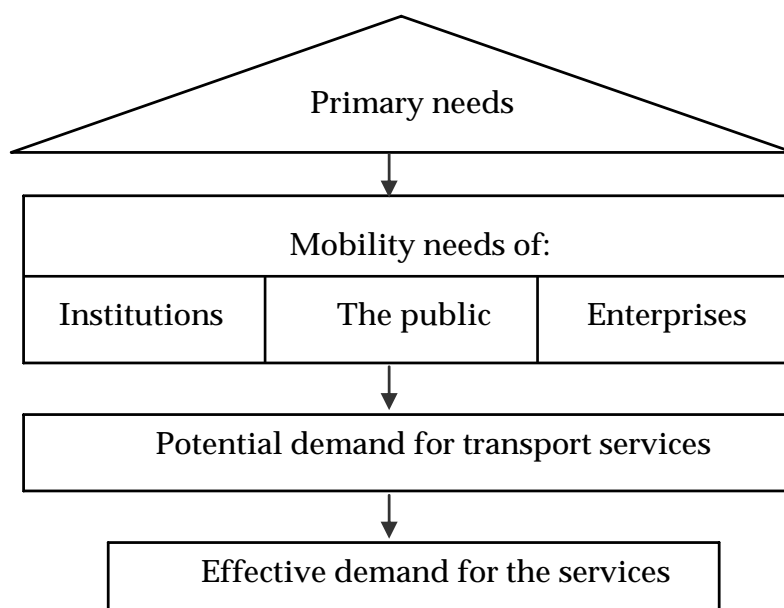 Primary needs
Mobility needs of:
Institutions
The public
Enterprises
Potential demand for transport services
Effective demand for the services